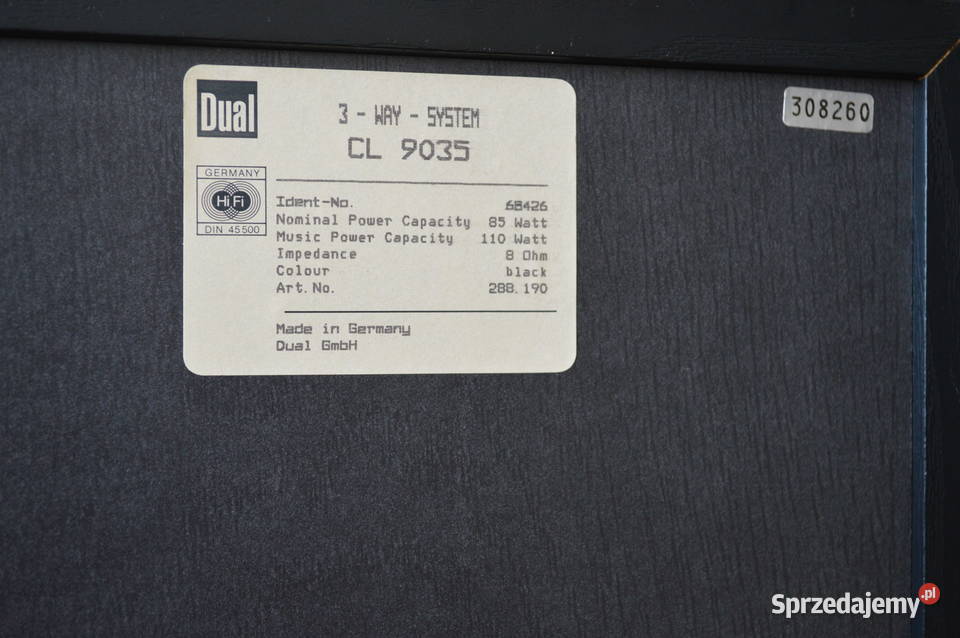 Dual
3 - WAY - SYSTEM
CL 9035
GERMANY
HiFi
DIN 45500
Ident-No. 68426
Nominal Power Capacity 85 Watt
Music Power Capacity 110 Watt
Impedance 8 Ohm
Colour black
Art.No. 288.190
Made in Germany
Dual GmbH
308260
Sprzedajemy.pl